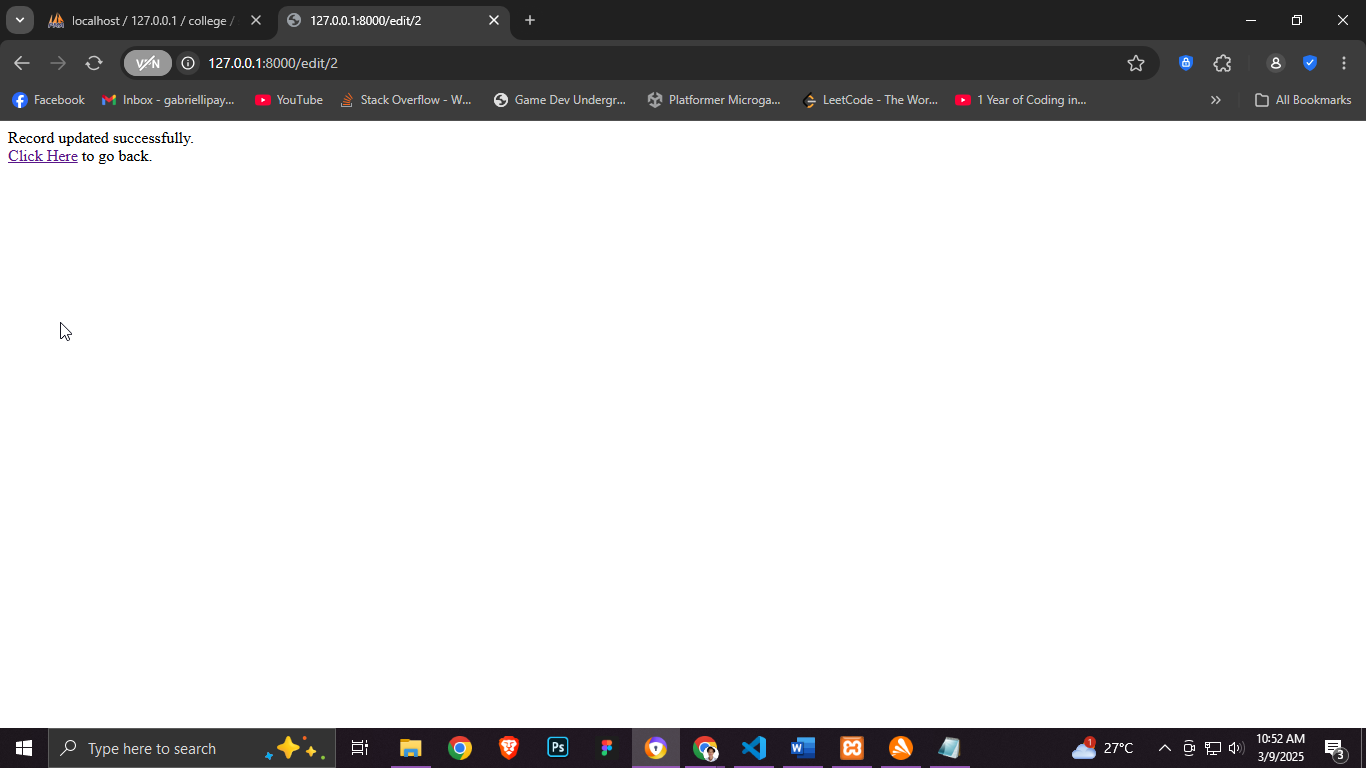 localhost / 127.0.0.1 / college /
127.0.0.1:8000/edit/2
VPN
127.0.0.1:8000/edit/2
Facebook
Inbox - gabriellipay...
YouTube
Stack Overflow - W...
Game Dev Undergr...
Platformer Microga...
LeetCode - The Wor...
1 Year of Coding in...
All Bookmarks
Record updated successfully.
Click Here to go back.
Type here to search
Ps
W
1
27°C
10:52 AM
3/9/2025
3